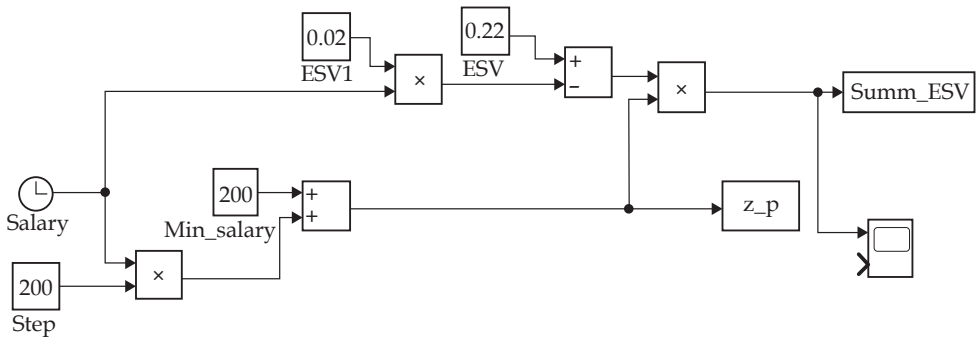 0.02
ESV1
0.22
ESV
×
+
−
×
Summ_ESV
Salary
200
Min_salary
+
+
z_p
×
200
Step